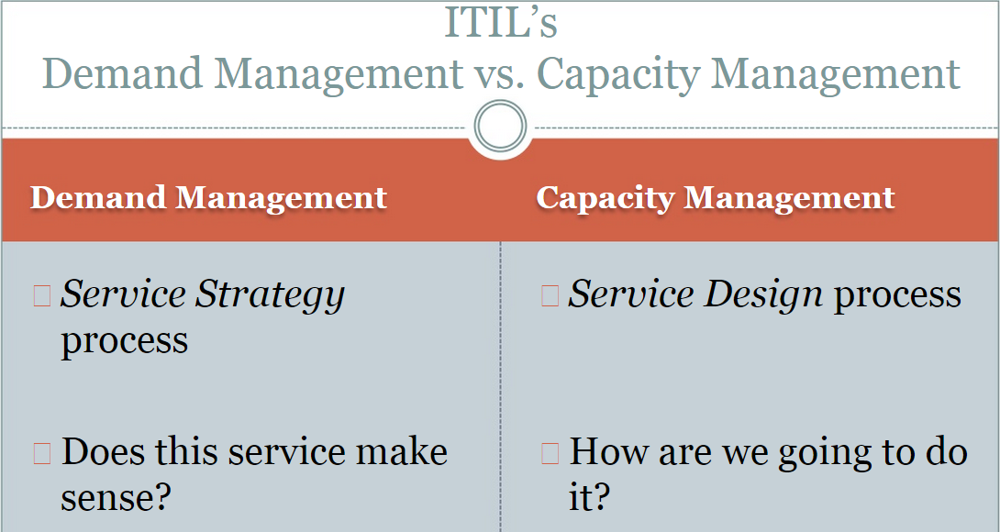 ITIL’s
Demand Management vs. Capacity Management
Demand Management
Service Strategy
process
Does this service make
sense?
Capacity Management
Service Design process
How are we going to do
it?